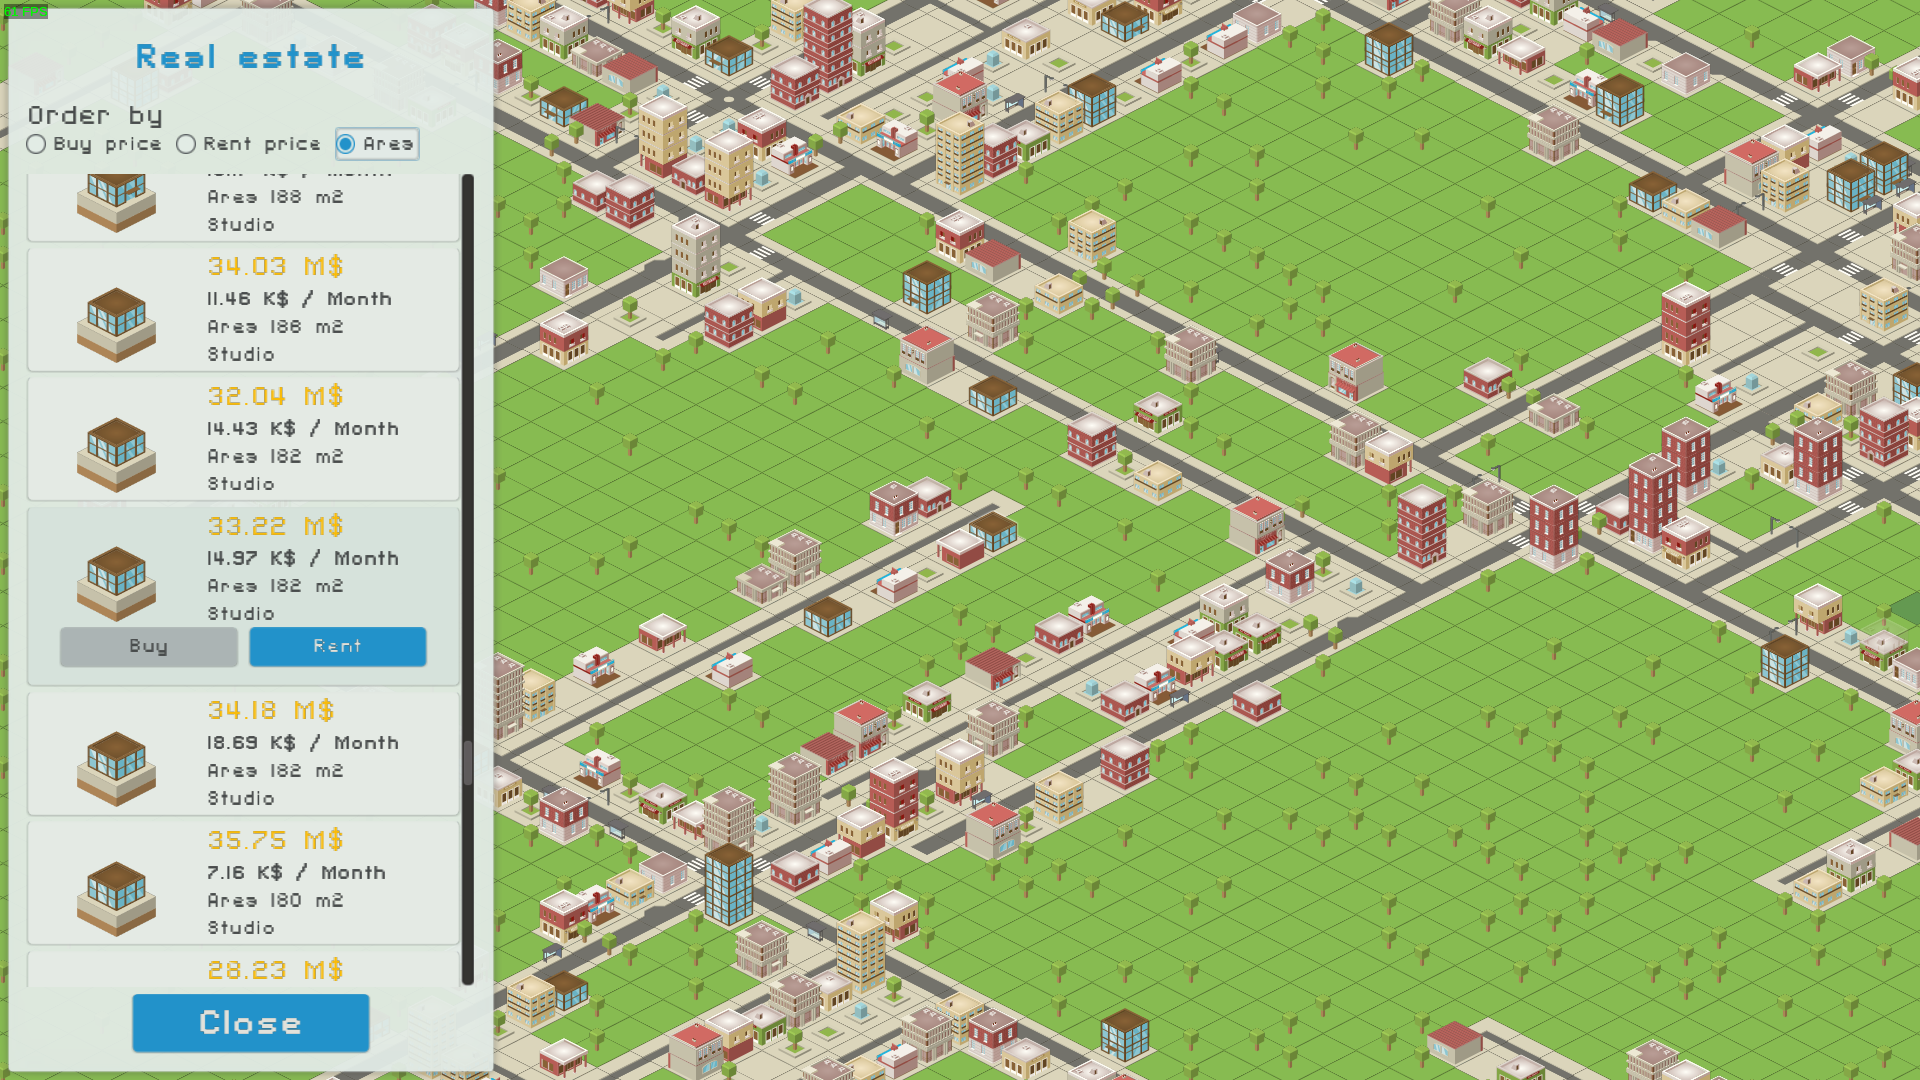 61 FPS
Real estate
Order by
Buy price Rent price Area
Area 188 m2
Studio
34.03 M$
11.46 K$ / Month
Area 186 m2
Studio
32.04 M$
14.43 K$ / Month
Area 182 m2
Studio
33.22 M$
14.97 K$ / Month
Area 182 m2
Studio
Buy Rent
34.18 M$
18.69 K$ / Month
Area 182 m2
Studio
35.75 M$
7.16 K$ / Month
Area 180 m2
Studio
28.23 M$
Close